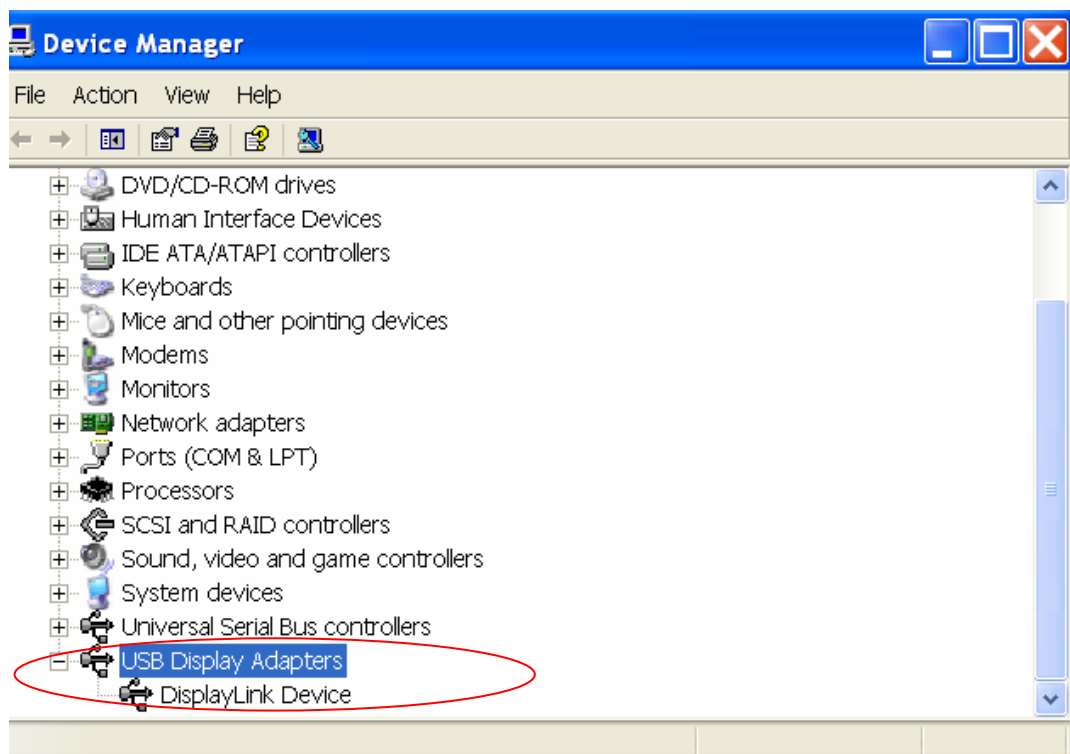 Device Manager
File Action View Help
DVD/CD-ROM drives
Human Interface Devices
IDE ATA/ATAPI controllers
Keyboards
Mice and other pointing devices
Modems
Monitors
Network adapters
Ports (COM & LPT)
Processors
SCSI and RAID controllers
Sound, video and game controllers
System devices
Universal Serial Bus controllers
USB Display Adapters
DisplayLink Device